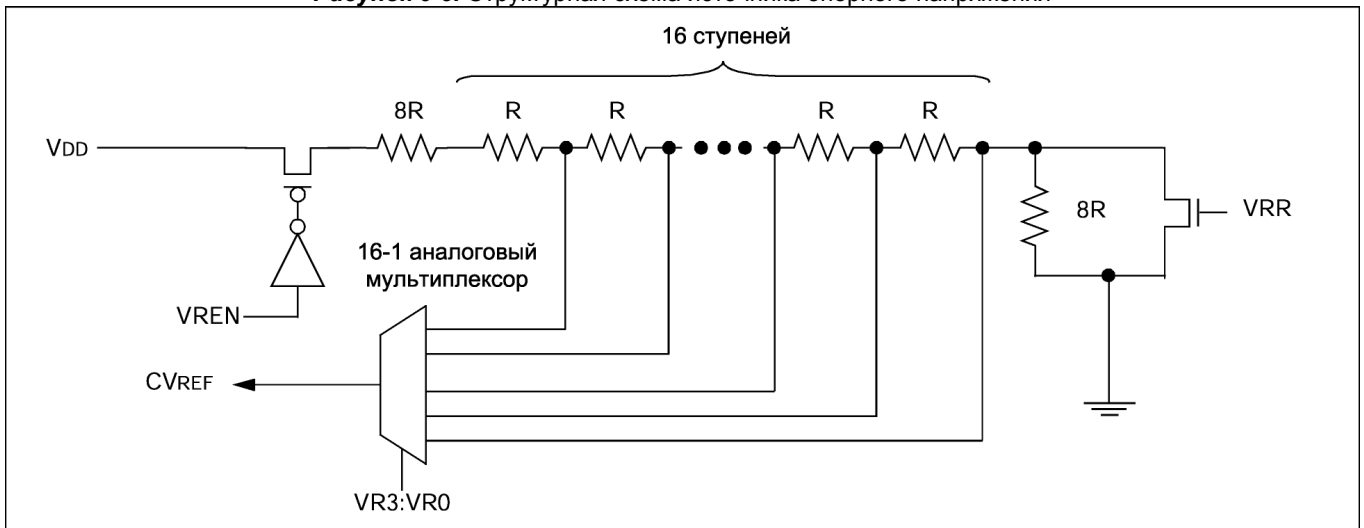 16 ступеней
8R R R R R
VDD
8R
VRR
16-1 аналоговый
мультиплексор
VREN
CVREF
VR3:VR0